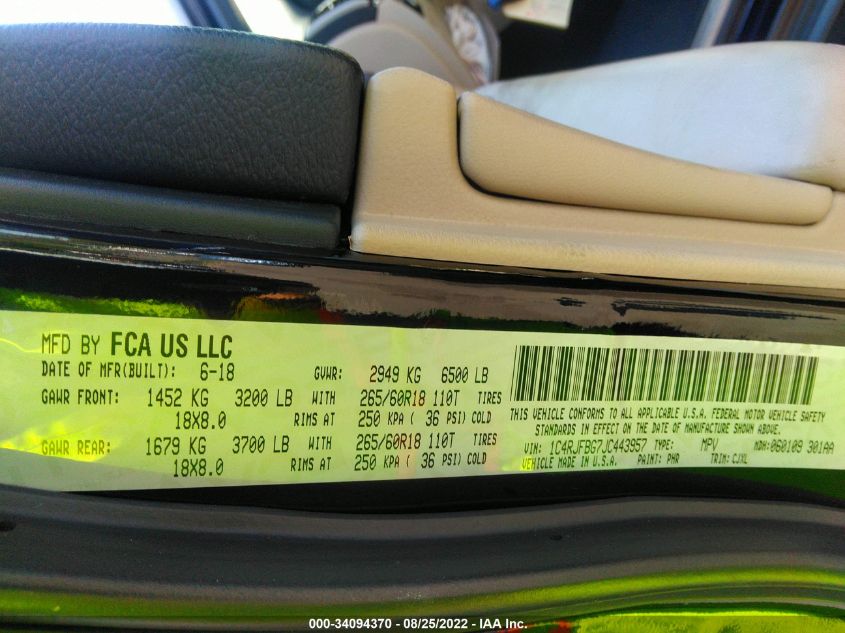 MFD BY FCA US LLC
DATE OF MFR(BUILT): 6-18 GVWR: 2949 KG 6500 LB
GAWR FRONT: 1452 KG 3200 LB WITH 265/60R18 110T TIRES
18X8.0 RIMS AT 250 KPA ( 36 PSI) COLD
GAWR REAR: 1679 KG 3700 LB WITH 265/60R18 110T TIRES
18X8.0 RIMS AT 250 KPA ( 36 PSI) COLD
THIS VEHICLE CONFORMS TO ALL APPLICABLE U.S.A. FEDERAL MOTOR VEHICLE SAFETY
STANDARDS IN EFFECT ON THE DATE OF MANUFACTURE SHOWN ABOVE.
VIN: 1C4RJFBG7JC443957 TYPE: MPV MDH: 060109 301AA
VEHICLE MADE IN U.S.A. PAINT: PHR TRIM: CJXL
000-34094370 - 08/25/2022 - IAA Inc.